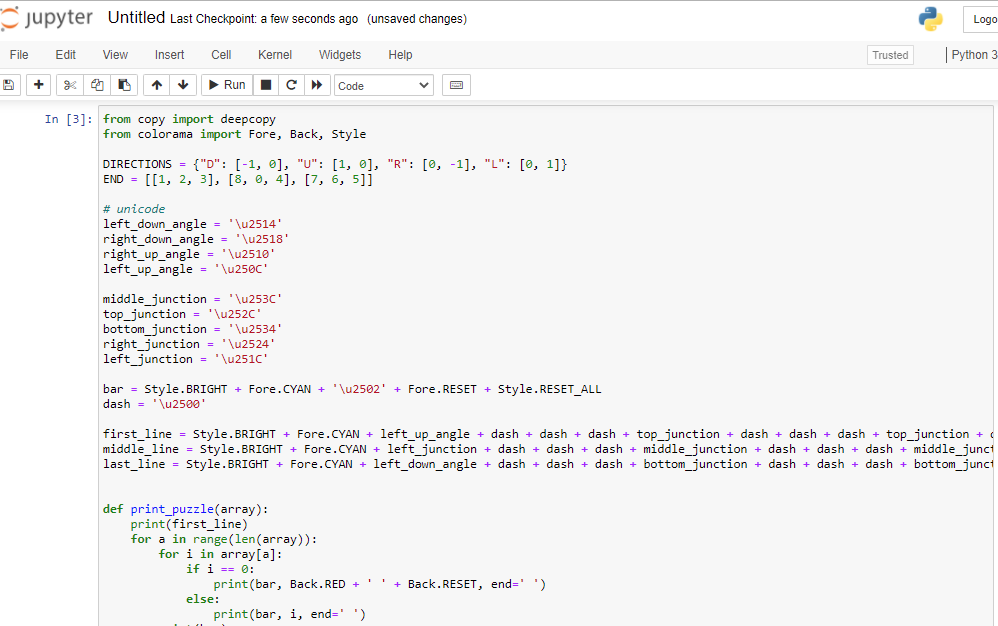 jupyter Untitled Last Checkpoint: a few seconds ago (unsaved changes)
Logo
File Edit View Insert Cell Kernel Widgets Help Trusted Python 3
Run Code
In [3]: from copy import deepcopy
from colorama import Fore, Back, Style
DIRECTIONS = {"D": [-1, 0], "U": [1, 0], "R": [0, -1], "L": [0, 1]}
END = [[1, 2, 3], [8, 0, 4], [7, 6, 5]]
# unicode
left_down_angle = '\u2514'
right_down_angle = '\u2518'
right_up_angle = '\u2510'
left_up_angle = '\u250C'
middle_junction = '\u253C'
top_junction = '\u252C'
bottom_junction = '\u2534'
right_junction = '\u2524'
left_junction = '\u251C'
bar = Style.BRIGHT + Fore.CYAN + '\u2502' + Fore.RESET + Style.RESET_ALL
dash = '\u2500'
first_line = Style.BRIGHT + Fore.CYAN + left_up_angle + dash + dash + dash + top_junction + dash + dash + dash + top_junction +
middle_line = Style.BRIGHT + Fore.CYAN + left_junction + dash + dash + dash + middle_junction + dash + dash + dash + middle_junct
last_line = Style.BRIGHT + Fore.CYAN + left_down_angle + dash + dash + dash + bottom_junction + dash + dash + dash + bottom_junct
def print_puzzle(array):
    print(first_line)
    for a in range(len(array)):
        for i in array[a]:
            if i == 0:
                print(bar, Back.RED + ' ' + Back.RESET, end=' ')
            else:
                print(bar, i, end=' ')